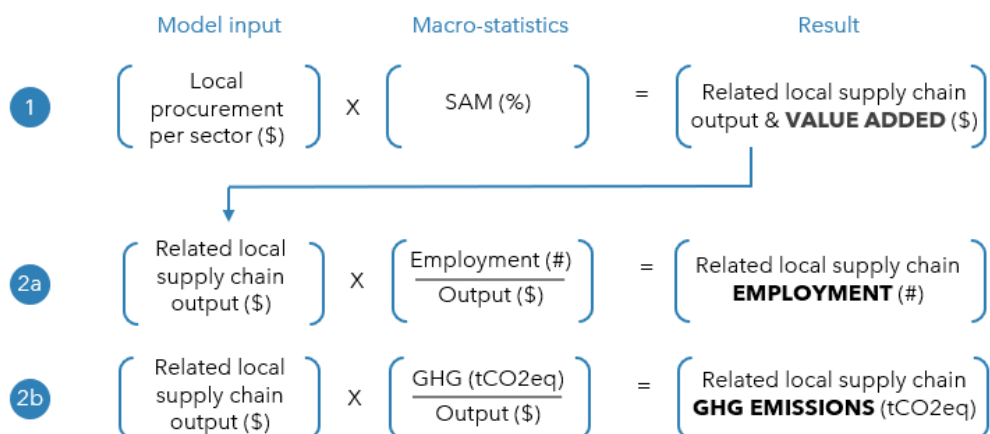 Model input
Macro-statistics
Result
1
Local
procurement
per sector ($)
X
SAM (%)
=
Related local supply chain
output & VALUE ADDED ($)
2a
Related local
supply chain
output ($)
X
Employment (#)
Output ($)
=
Related local supply chain
EMPLOYMENT (#)
2b
Related local
supply chain
output ($)
X
GHG (tCO2eq)
Output ($)
=
Related local supply chain
GHG EMISSIONS (tCO2eq)